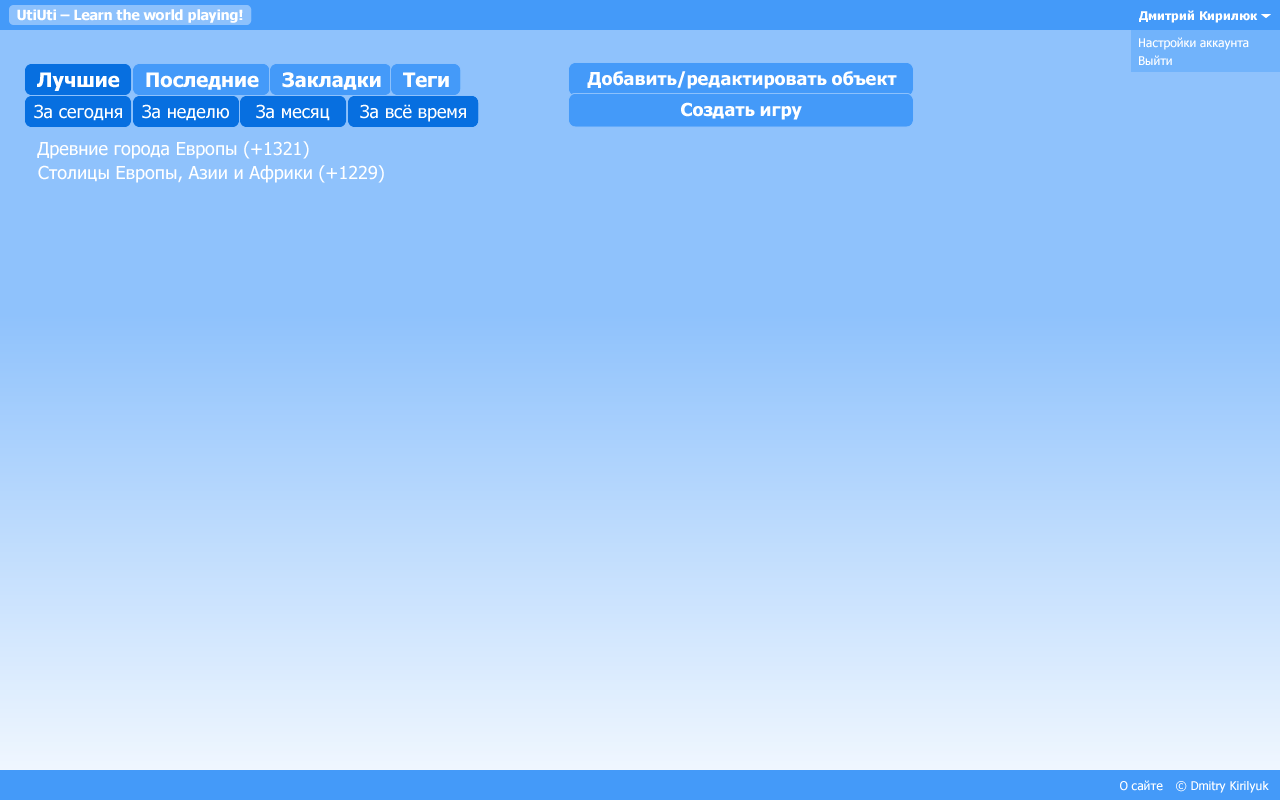 UtiUti – Learn the world playing!
Дмитрий Кирилюк
Настройки аккаунта
Выйти
Лучшие Последние Закладки Теги
За сегодня За неделю За месяц За всё время
Добавить/редактировать объект
Создать игру
Древние города Европы (+1321)
Столицы Европы, Азии и Африки (+1229)
О сайте © Dmitry Kirilyuk